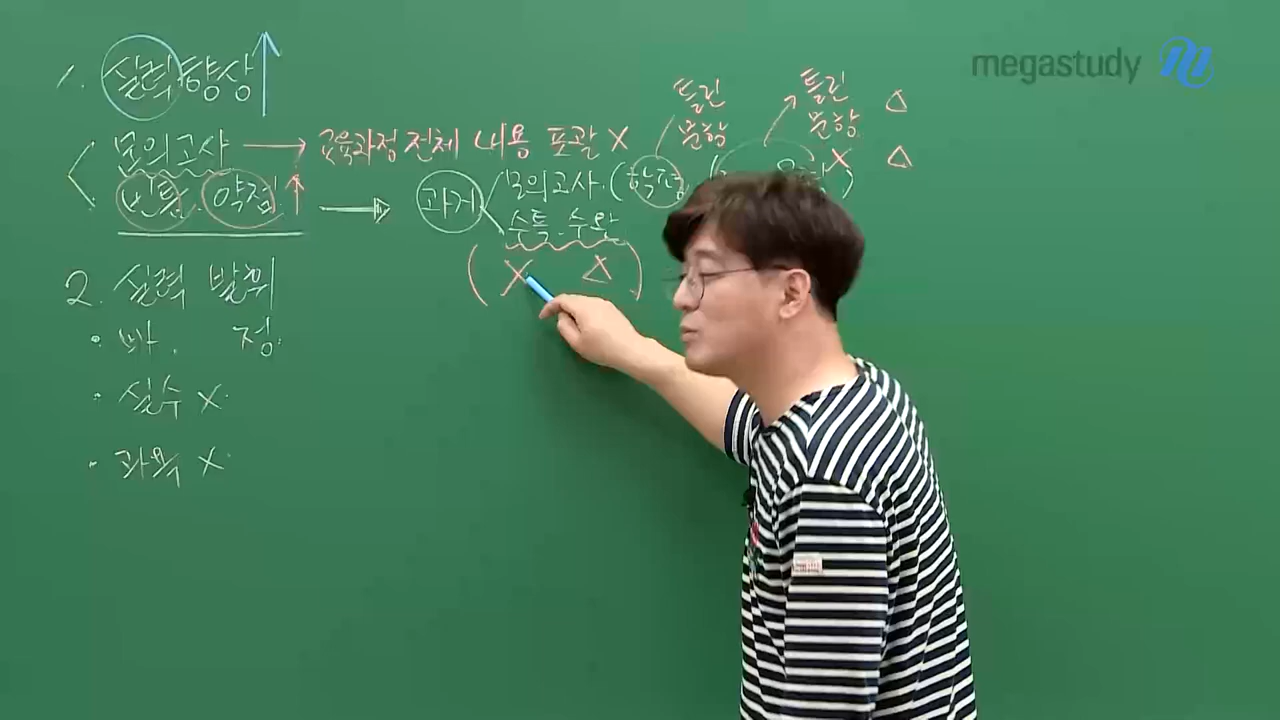 megastudy
1. 실력 향상 ↑
모의고사 → 교육과정 전체 내용 포괄 X
빈틈. 약점 ↑
과거
모의고사. (학평)
수특. 수완
( X △ )
틀린
문항
틀린 △
문항 △
X
2. 실력 발휘
· 빠. 정.
· 실수 X.
· 과욕 X.